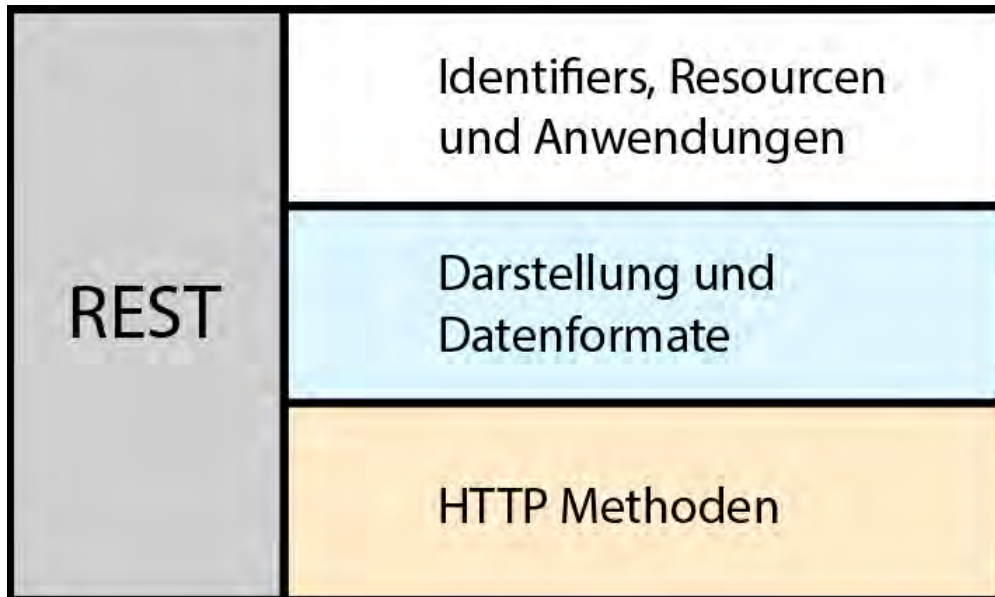 REST
Identifiers, Resourcen
und Anwendungen
Darstellung und
Datenformate
HTTP Methoden